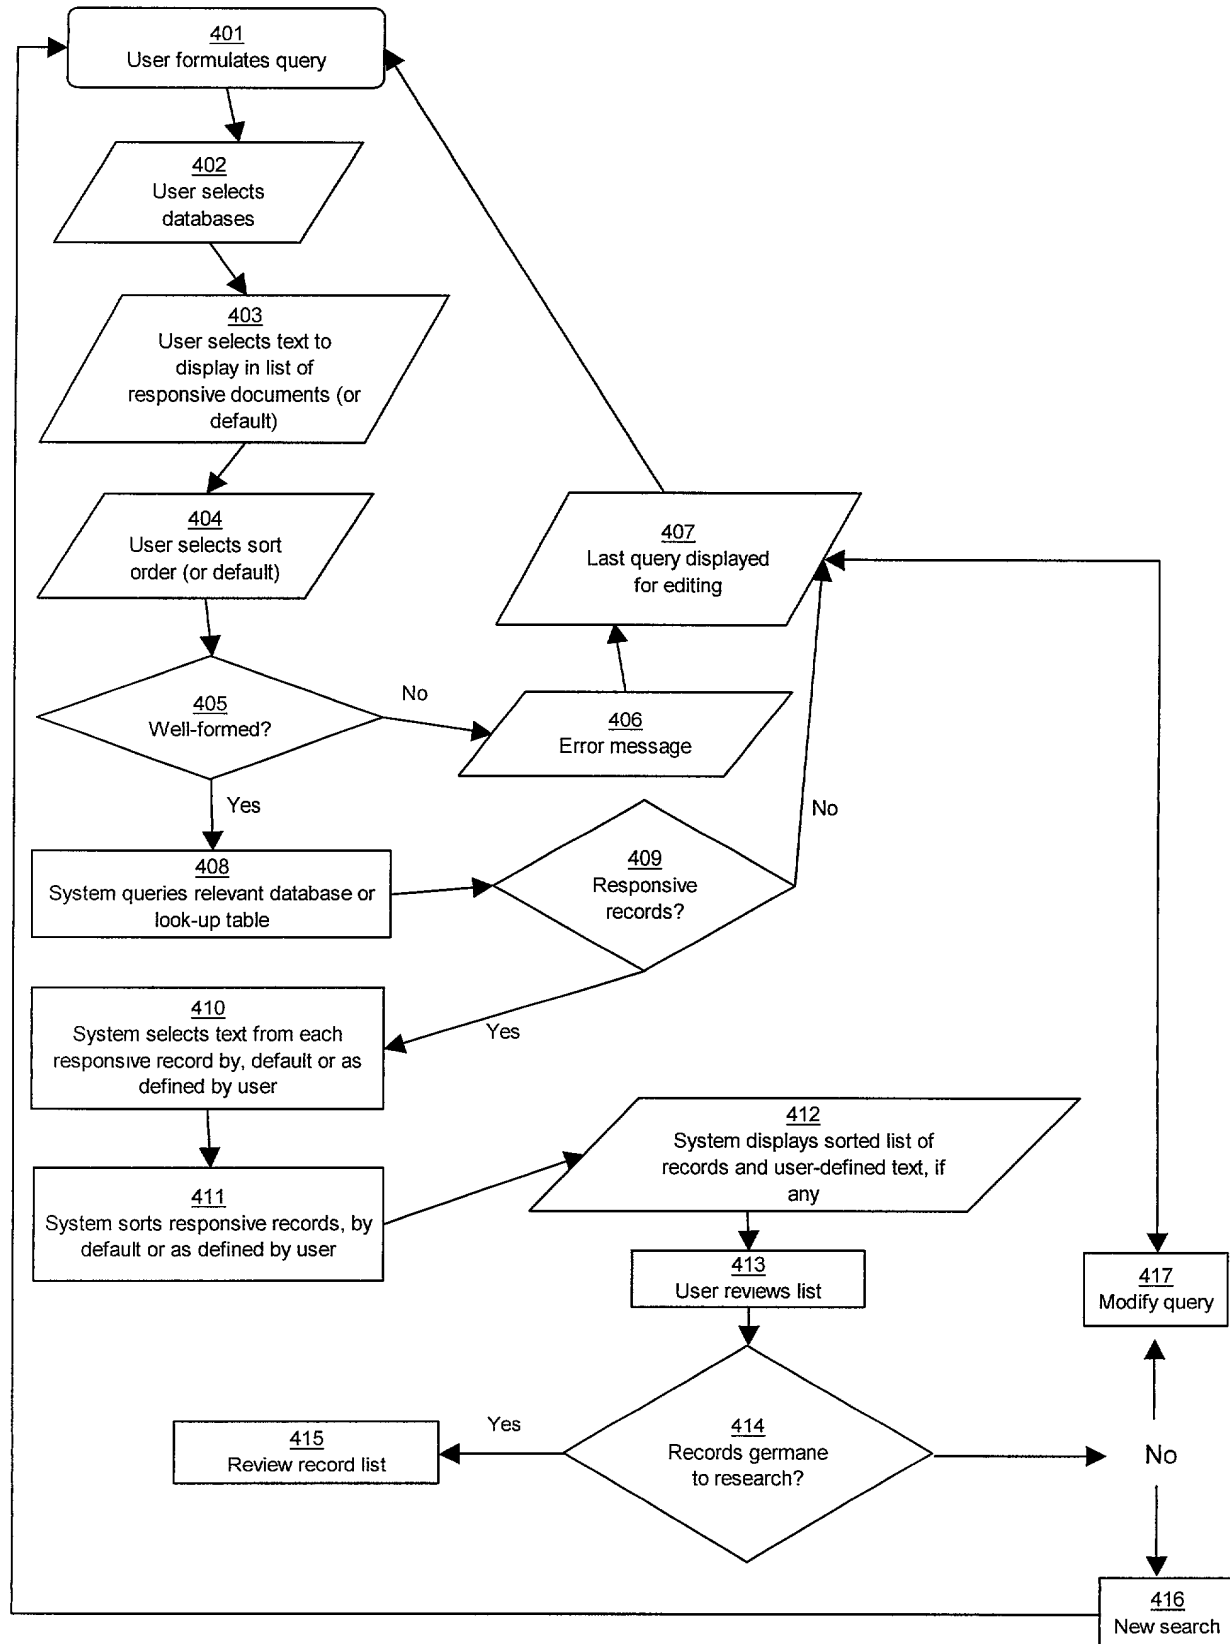 401
User formulates query
402
User selects
databases
403
User selects text to
display in list of
responsive documents (or
default)
404
User selects sort
order (or default)
407
Last query displayed
for editing
405
Well-formed?
No
406
Error message
Yes
No
408
System queries relevant database or
look-up table
409
Responsive
records?
410
System selects text from each
responsive record by, default or as
defined by user
Yes
412
System displays sorted list of
records and user-defined text, if
any
411
System sorts responsive records, by
default or as defined by user
413
User reviews list
417
Modify query
414
Records germane
to research?
Yes
415
Review record list
No
416
New search